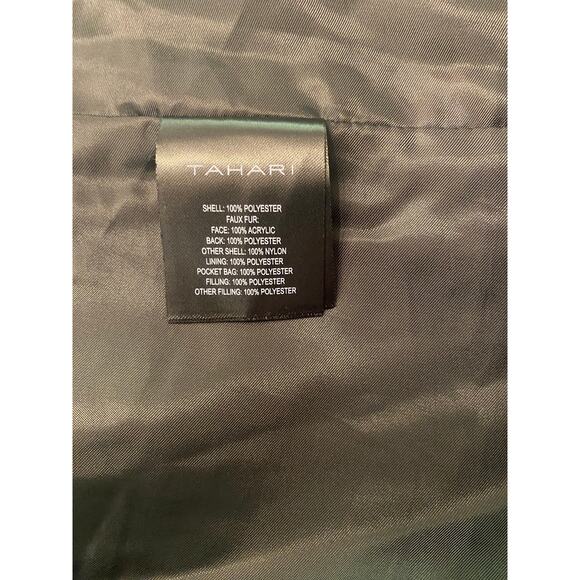 TAHARI
SHELL: 100% POLYESTER
FAUX FUR:
FACE: 100% ACRYLIC
BACK: 100% POLYESTER
OTHER SHELL: 100% NYLON
LINING: 100% POLYESTER
POCKET BAG: 100% POLYESTER
FILLING: 100% POLYESTER
OTHER FILLING: 100% POLYESTER